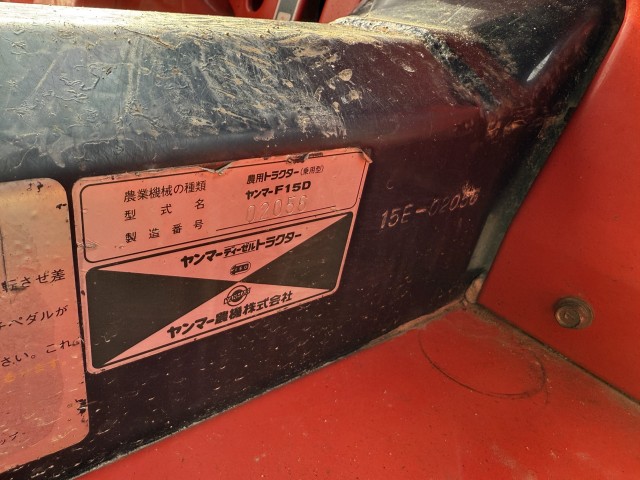 農業機械の種類 農用トラクター(乗用型)
型式名 ヤンマーF15D
製造番号 02056
ヤンマーディーゼルトラクター
ヤンマー農機株式会社
15E-02056
転させ差
ペダルが
さい。これ